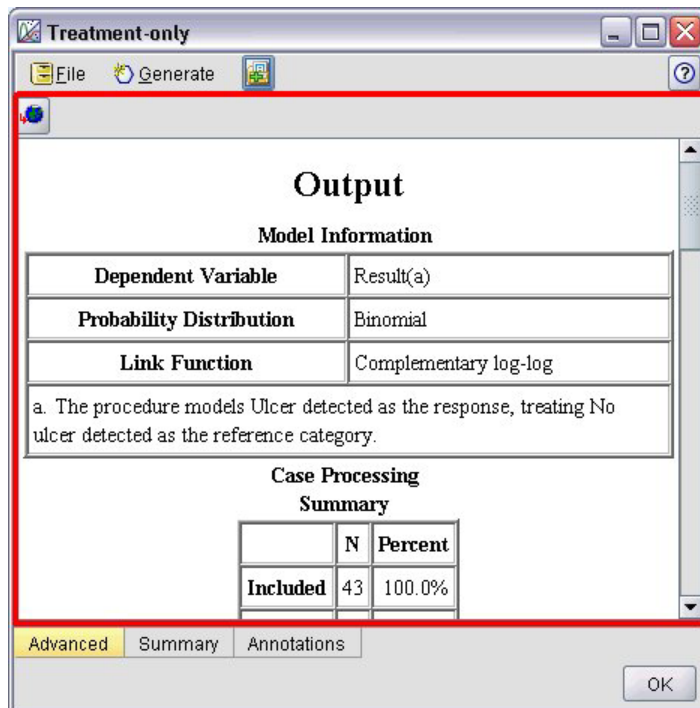 Treatment-only
File Generate
Output
Model Information
Dependent Variable Result(a)
Probability Distribution Binomial
Link Function Complementary log-log
a. The procedure models Ulcer detected as the response, treating No
ulcer detected as the reference category.
Case Processing
Summary
N Percent
Included 43 100.0%
Advanced Summary Annotations
OK